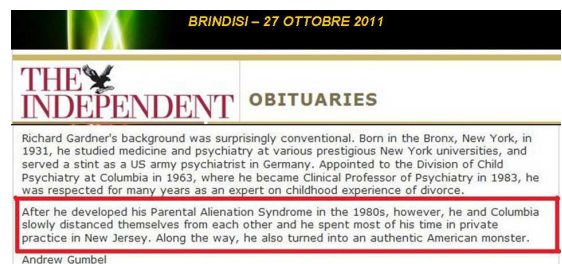 BRINDISI – 27 OTTOBRE 2011
THE
INDEPENDENT
OBITUARIES
Richard Gardner's background was surprisingly conventional. Born in the Bronx, New York, in
1931, he studied medicine and psychiatry at various prestigious New York universities, and
served a stint as a US army psychiatrist in Germany. Appointed to the Division of Child
Psychiatry at Columbia in 1963, where he became Clinical Professor of Psychiatry in 1983, he
was respected for many years as an expert on childhood experience of divorce.
After he developed his Parental Alienation Syndrome in the 1980s, however, he and Columbia
slowly distanced themselves from each other and he spent most of his time in private
practice in New Jersey. Along the way, he also turned into an authentic American monster.
Andrew Gumbel